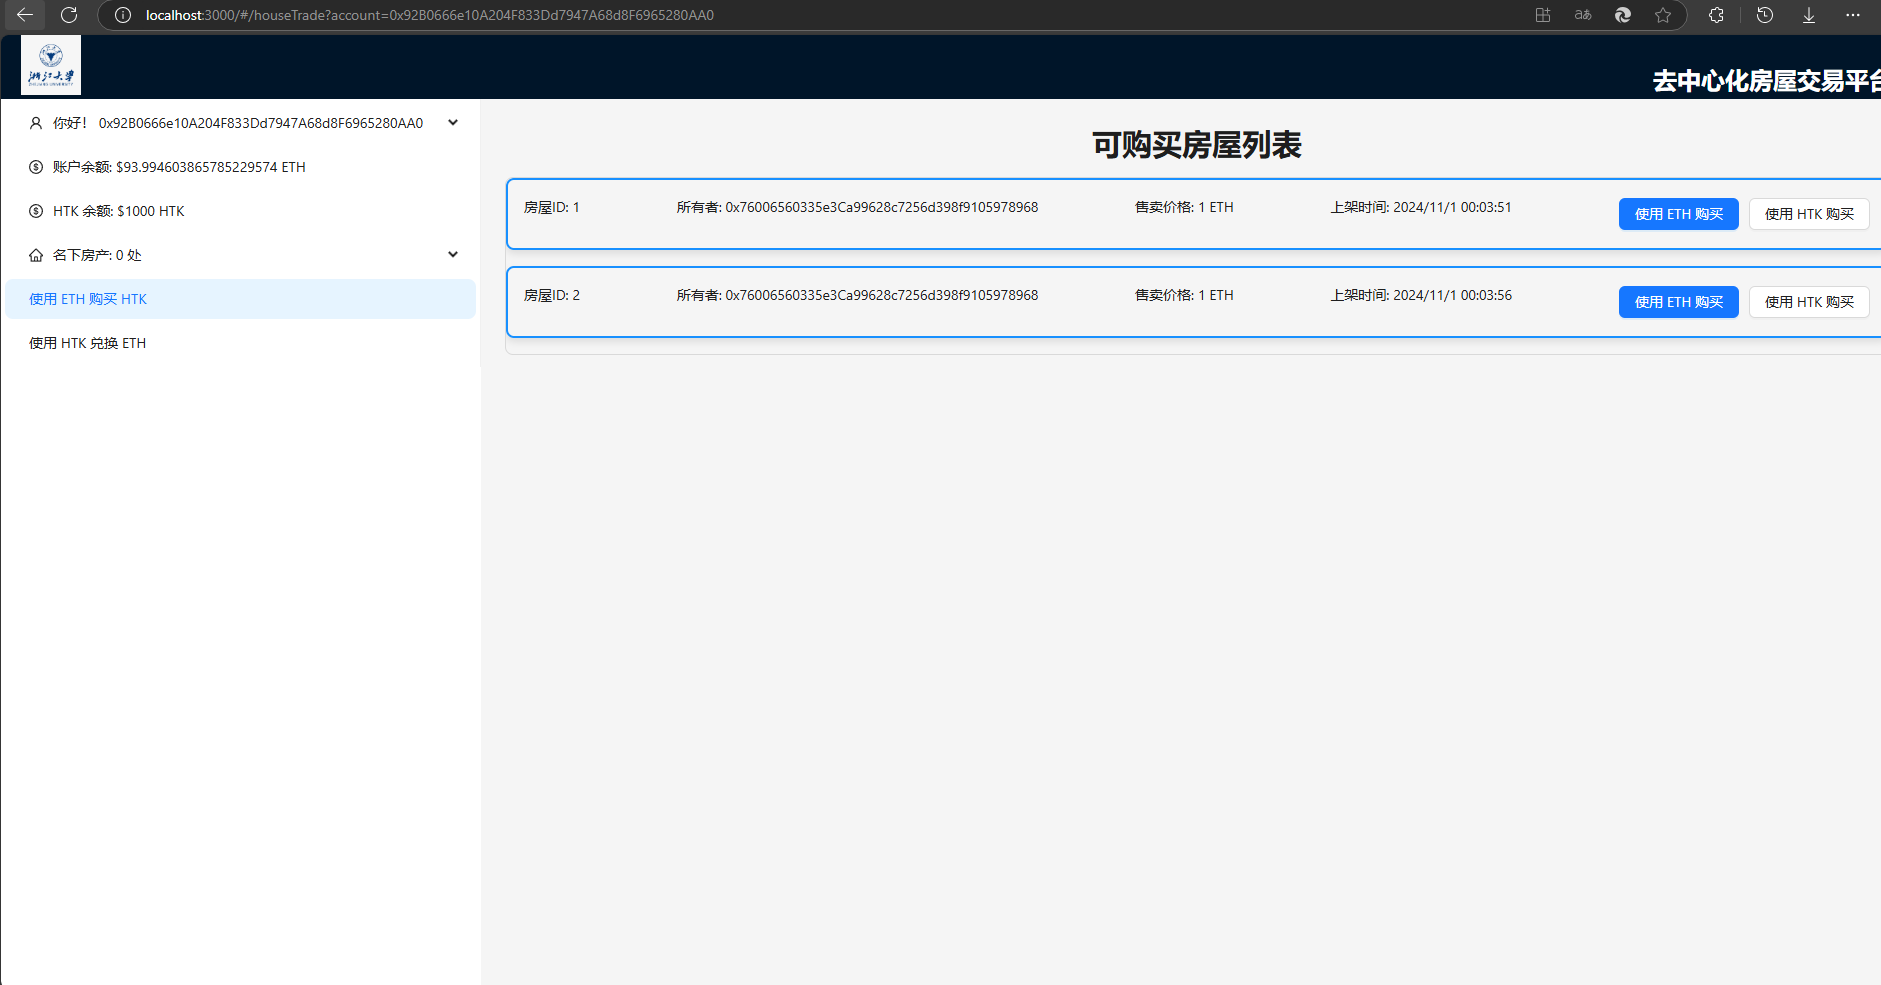 localhost:3000/#/houseTrade?account=0x92B0666e10A204F833Dd7947A68d8F6965280AA0
aあ
浙江大学
ZHEJIANG UNIVERSITY
去中心化房屋交易平台
你好! 0x92B0666e10A204F833Dd7947A68d8F6965280AA0
账户余额: $93.994603865785229574 ETH
HTK 余额: $1000 HTK
名下房产: 0 处
使用 ETH 购买 HTK
使用 HTK 兑换 ETH
可购买房屋列表
房屋ID: 1 所有者: 0x76006560335e3Ca99628c7256d398f9105978968 售卖价格: 1 ETH 上架时间: 2024/11/1 00:03:51 使用 ETH 购买 使用 HTK 购买
房屋ID: 2 所有者: 0x76006560335e3Ca99628c7256d398f9105978968 售卖价格: 1 ETH 上架时间: 2024/11/1 00:03:56 使用 ETH 购买 使用 HTK 购买